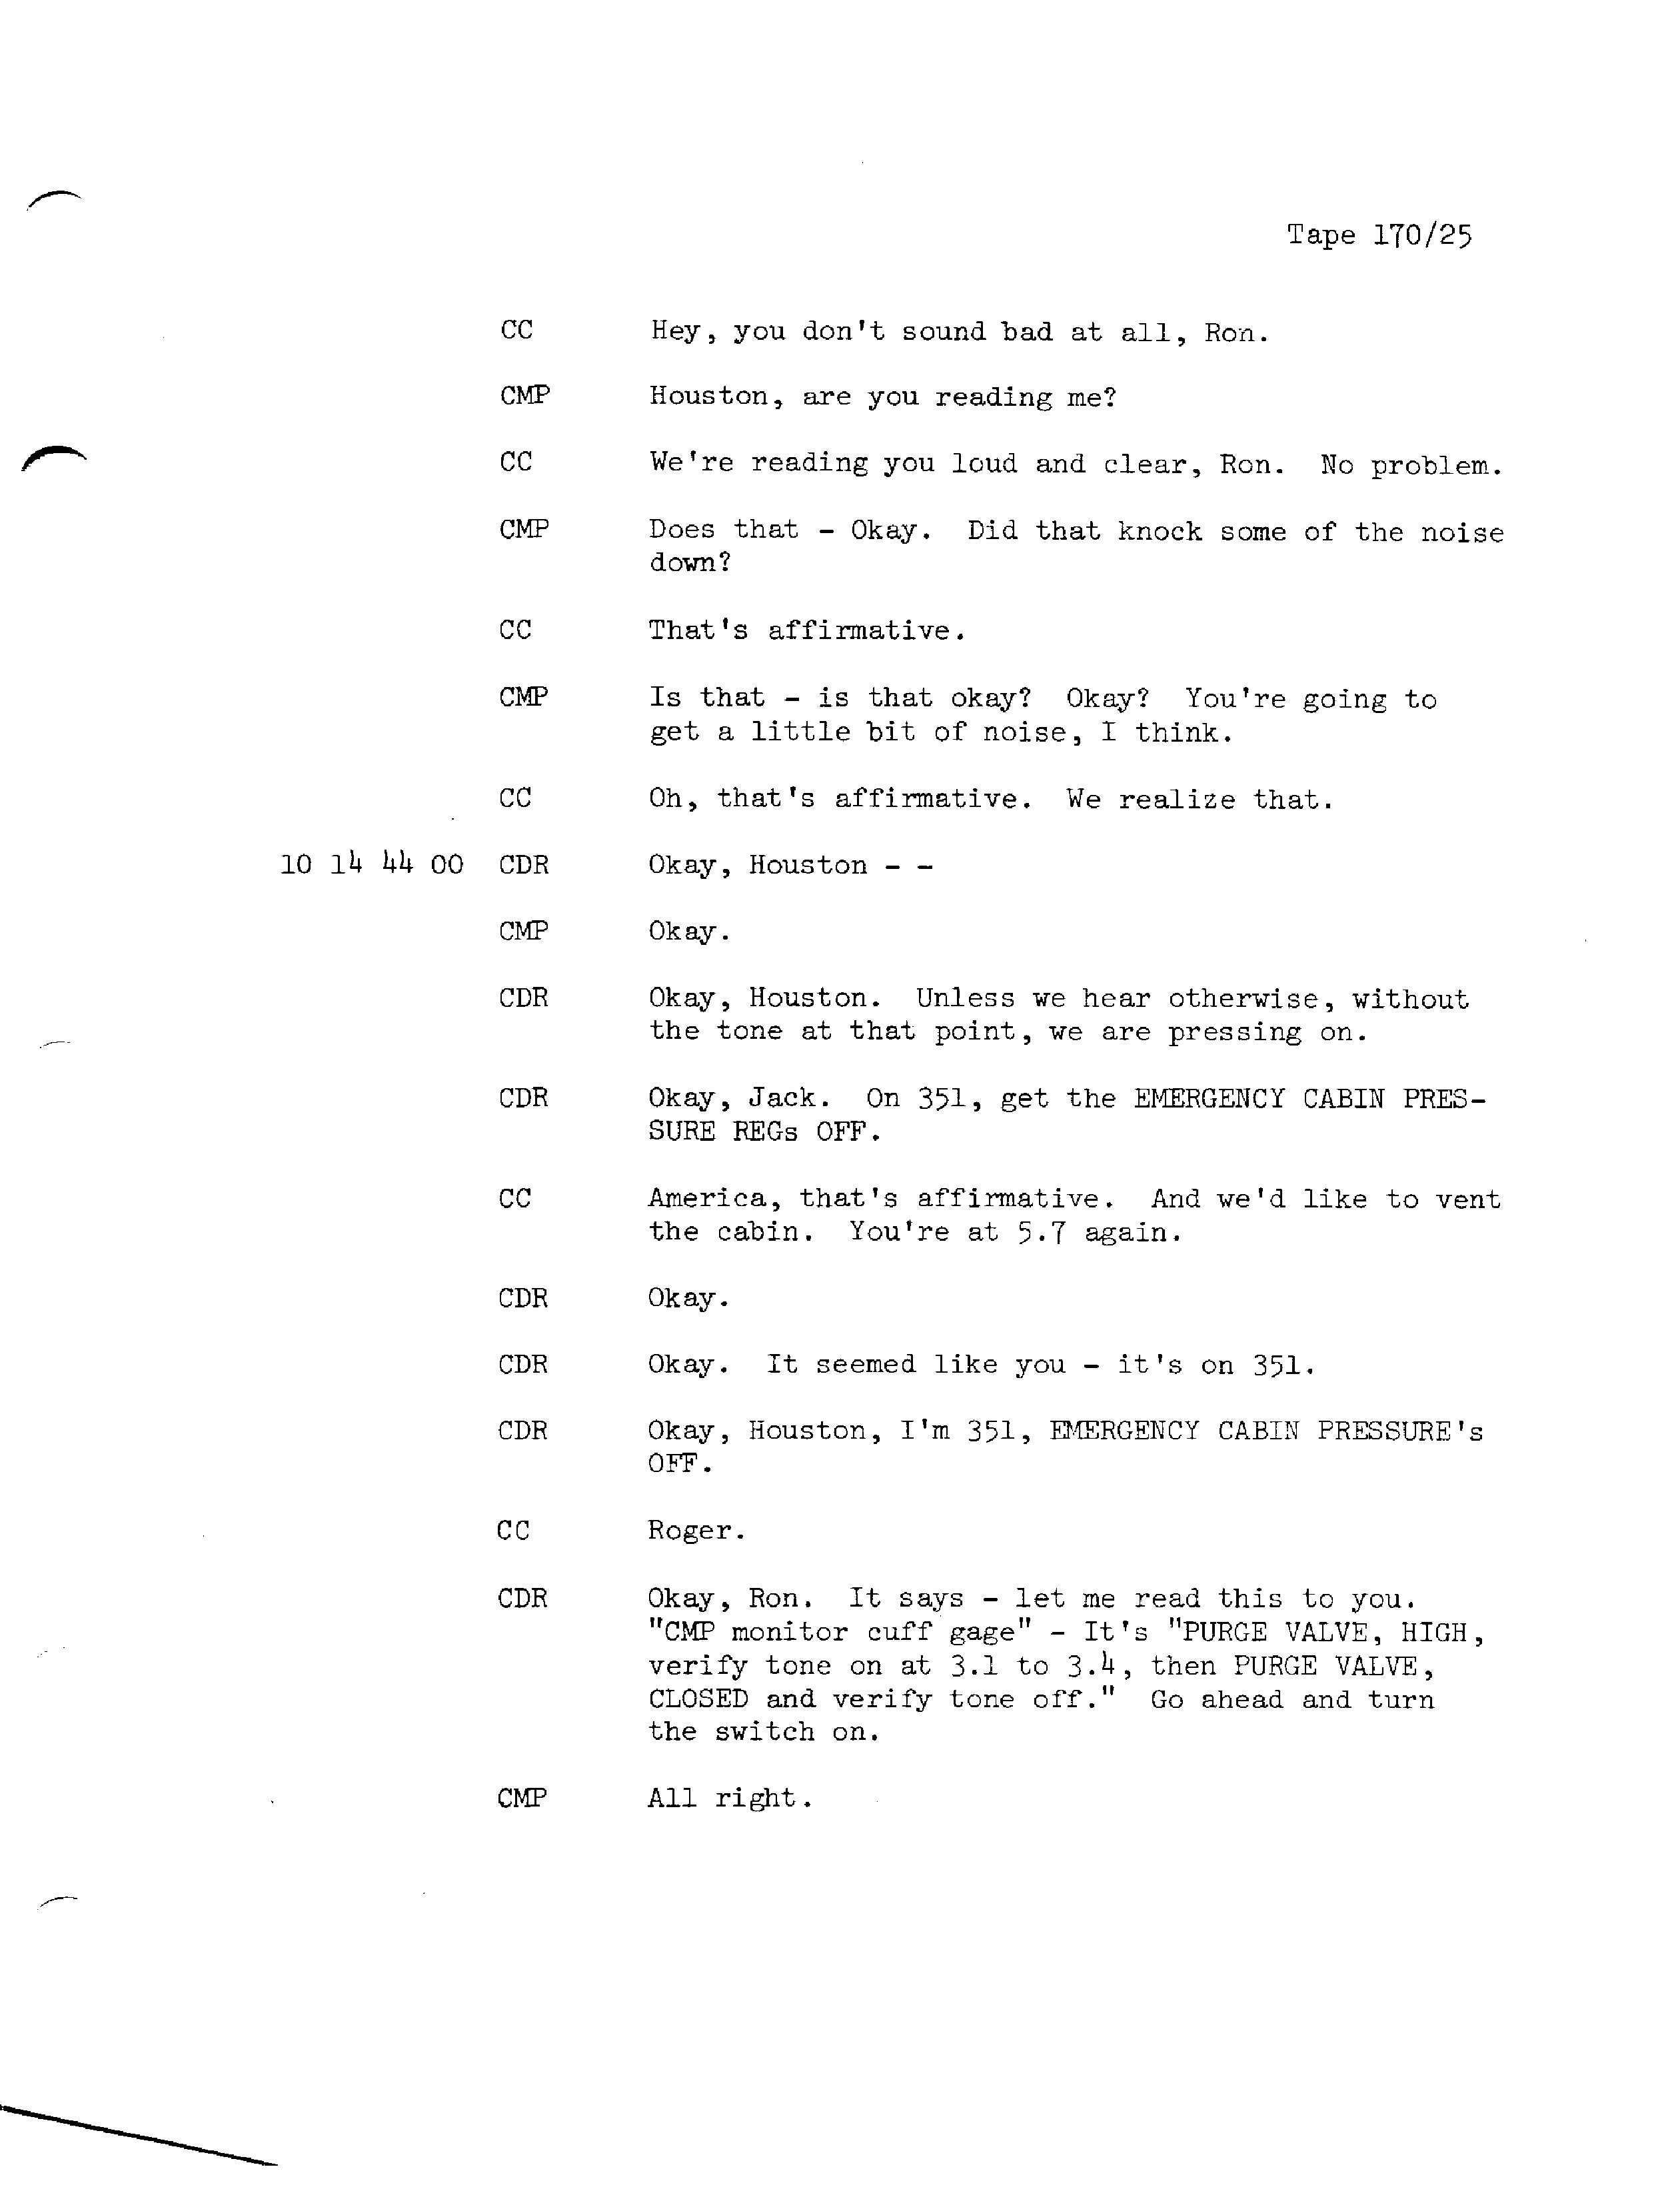 Tape 170/25
CC Hey, you don't sound bad at all, Ron.
CMP Houston, are you reading me?
CC We're reading you loud and clear, Ron. No problem.
CMP Does that - Okay. Did that knock some of the noise
down?
CC That's affirmative.
CMP Is that - is that okay? Okay? You're going to
get a little bit of noise, I think.
CC Oh, that's affirmative. We realize that.
10 14 44 00 CDR Okay, Houston - -
CMP Okay.
CDR Okay, Houston. Unless we hear otherwise, without
the tone at that point, we are pressing on.
CDR Okay, Jack. On 351, get the EMERGENCY CABIN PRES-
SURE REGs OFF.
CC America, that's affirmative. And we'd like to vent
the cabin. You're at 5.7 again.
CDR Okay.
CDR Okay. It seemed like you - it's on 351.
CDR Okay, Houston, I'm 351, EMERGENCY CABIN PRESSURE's
OFF.
CC Roger.
CDR Okay, Ron. It says - let me read this to you.
"CMP monitor cuff gage" - It's "PURGE VALVE, HIGH,
verify tone on at 3.1 to 3.4, then PURGE VALVE,
CLOSED and verify tone off." Go ahead and turn
the switch on.
CMP All right.